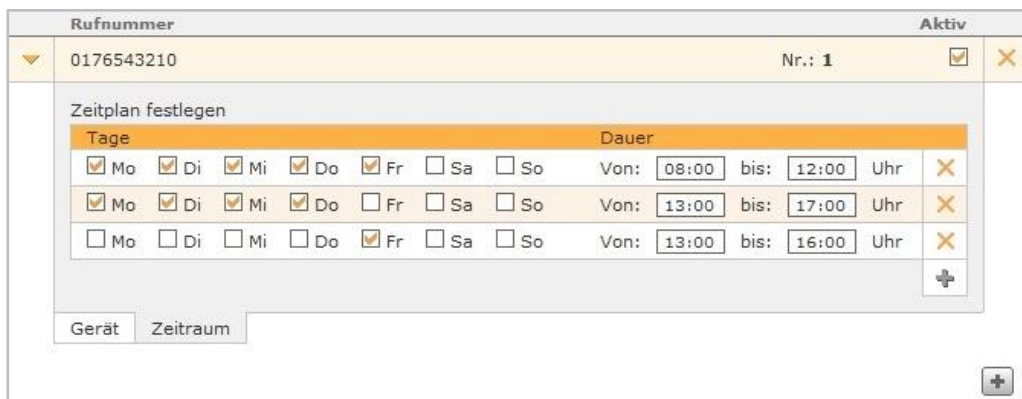 Rufnummer Aktiv
0176543210 Nr.: 1
Zeitplan festlegen
Tage Dauer
Mo Di Mi Do Fr Sa So Von: 08:00 bis: 12:00 Uhr
Mo Di Mi Do Fr Sa So Von: 13:00 bis: 17:00 Uhr
Mo Di Mi Do Fr Sa So Von: 13:00 bis: 16:00 Uhr
Gerät Zeitraum